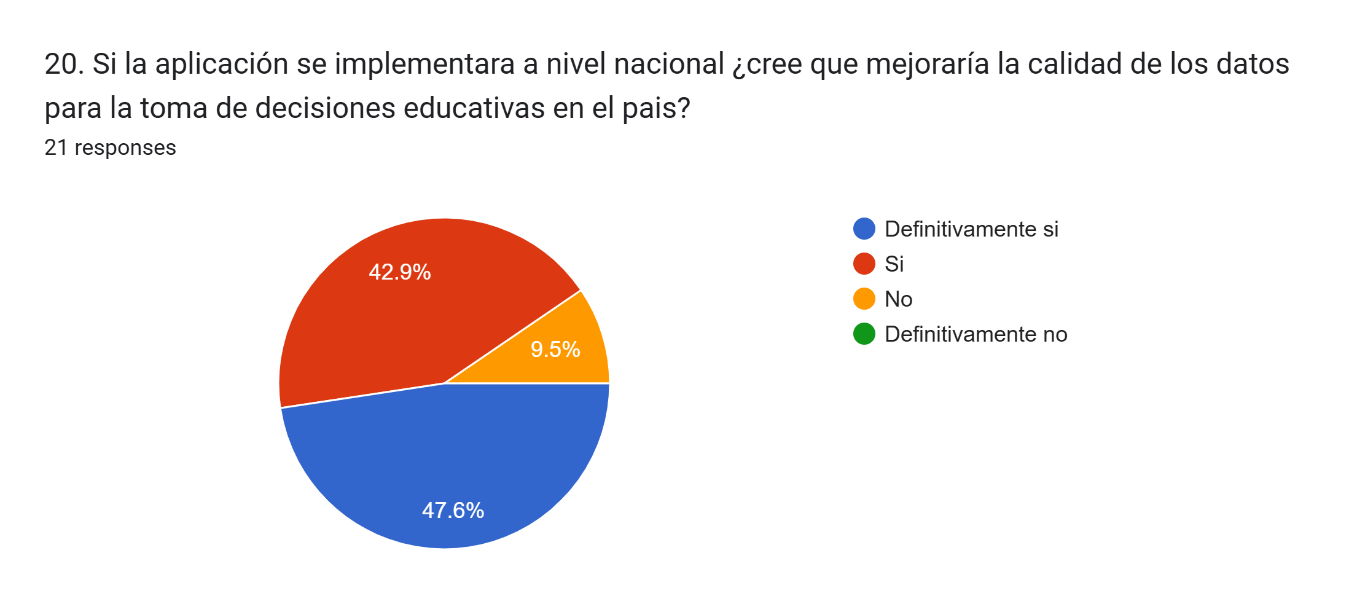 20. Si la aplicación se implementara a nivel nacional ¿cree que mejoraría la calidad de los datos
para la toma de decisiones educativas en el pais?
21 responses
42.9%
9.5%
47.6%
Definitivamente si
Si
No
Definitivamente no